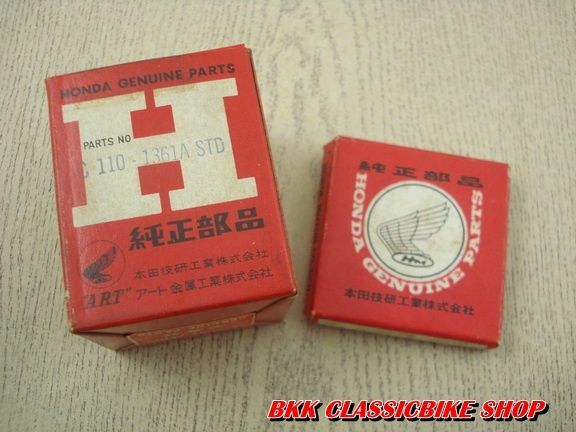 HONDA GENUINE PARTS
PARTS NO
C 110 - 1361A STD
純正部品
本田技研工業株式会社
"ART" アート金属工業株式会社
純正部品
HONDA GENUINE PARTS
HM
本田技研工業株式会社
BKK CLASSICBIKE SHOP